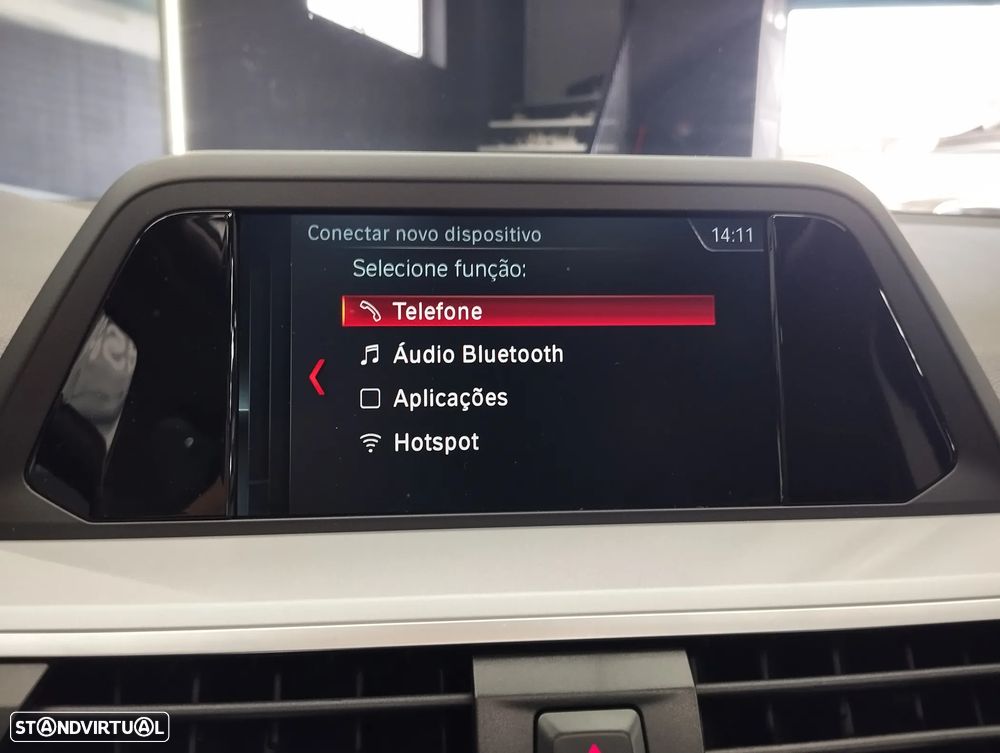 Conectar novo dispositivo
14:11
Selecione função:
Telefone
Áudio Bluetooth
Aplicações
Hotspot
STANDVIRTUAL